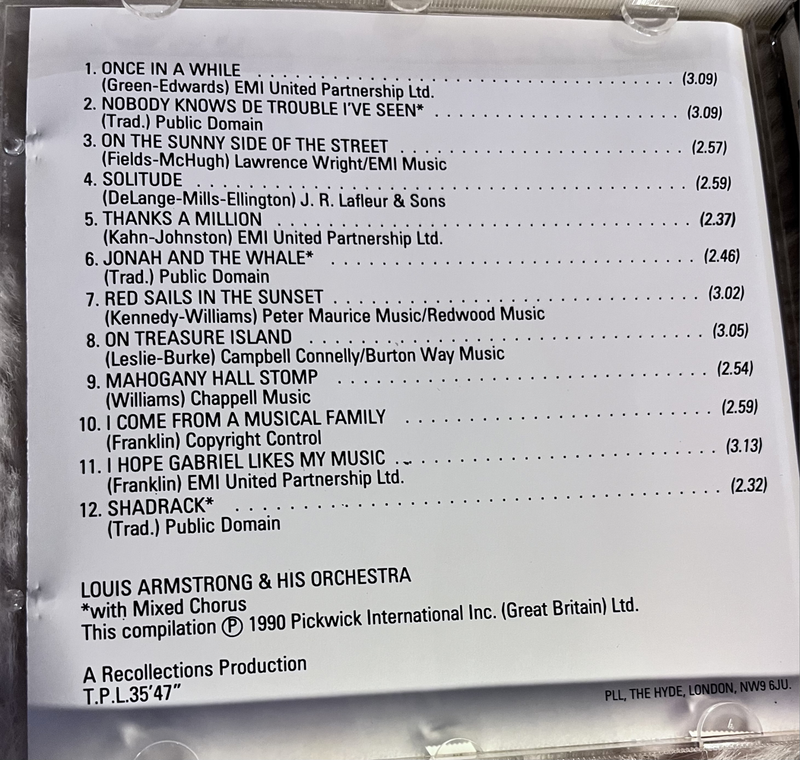 1. ONCE IN A WHILE . . . . . . . . . . . . . . . . . . . . . . . . . . . . . . (3.09)
(Green-Edwards) EMI United Partnership Ltd.
2. NOBODY KNOWS DE TROUBLE I'VE SEEN* . . . . . . . . . . . . . . . . . (3.09)
(Trad.) Public Domain
3. ON THE SUNNY SIDE OF THE STREET . . . . . . . . . . . . . . . . . . . . (2.57)
(Fields-McHugh) Lawrence Wright/EMI Music
4. SOLITUDE . . . . . . . . . . . . . . . . . . . . . . . . . . . . . . . . . . (2.59)
(DeLange-Mills-Ellington) J. R. Lafleur & Sons
5. THANKS A MILLION . . . . . . . . . . . . . . . . . . . . . . . . . . . . . (2.37)
(Kahn-Johnston) EMI United Partnership Ltd.
6. JONAH AND THE WHALE* . . . . . . . . . . . . . . . . . . . . . . . . . (2.46)
(Trad.) Public Domain
7. RED SAILS IN THE SUNSET . . . . . . . . . . . . . . . . . . . . . . . . . (3.02)
(Kennedy-Williams) Peter Maurice Music/Redwood Music
8. ON TREASURE ISLAND . . . . . . . . . . . . . . . . . . . . . . . . . . . (3.05)
(Leslie-Burke) Campbell Connelly/Burton Way Music
9. MAHOGANY HALL STOMP . . . . . . . . . . . . . . . . . . . . . . . . . (2.54)
(Williams) Chappell Music
10. I COME FROM A MUSICAL FAMILY . . . . . . . . . . . . . . . . . . . . (2.59)
(Franklin) Copyright Control
11. I HOPE GABRIEL LIKES MY MUSIC . . . . . . . . . . . . . . . . . . . . . (3.13)
(Franklin) EMI United Partnership Ltd.
12. SHADRACK* . . . . . . . . . . . . . . . . . . . . . . . . . . . . . . . . . (2.32)
(Trad.) Public Domain
LOUIS ARMSTRONG & HIS ORCHESTRA
*with Mixed Chorus
This compilation ℗ 1990 Pickwick International Inc. (Great Britain) Ltd.
A Recollections Production
T.P.L.35'47"
PLL, THE HYDE, LONDON, NW9 6JU.
4